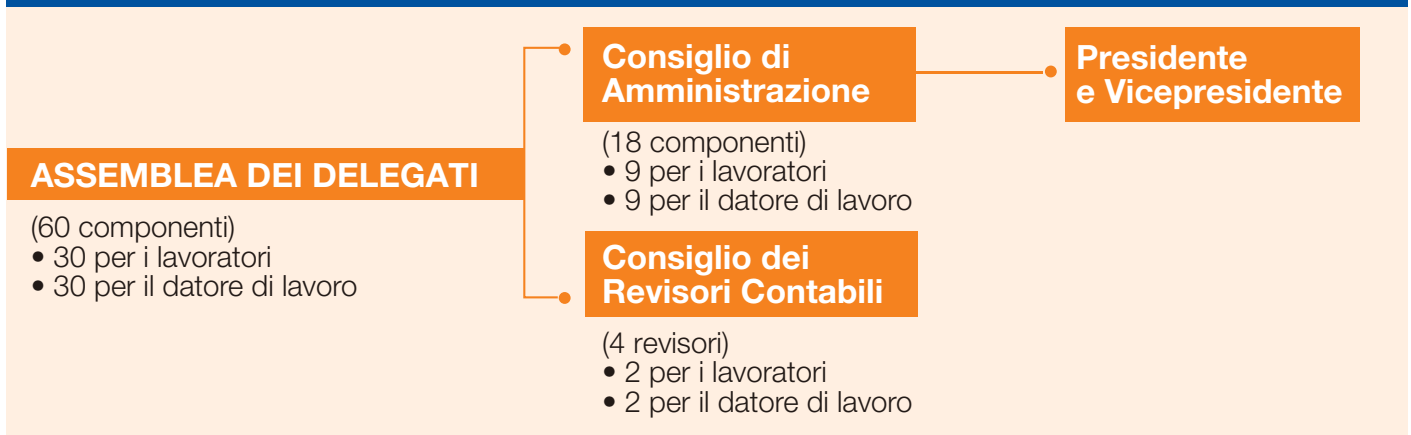 ASSEMBLEA DEI DELEGATI
(60 componenti)
• 30 per i lavoratori
• 30 per il datore di lavoro
Consiglio di
Amministrazione
(18 componenti)
• 9 per i lavoratori
• 9 per il datore di lavoro
Presidente
e Vicepresidente
Consiglio dei
Revisori Contabili
(4 revisori)
• 2 per i lavoratori
• 2 per il datore di lavoro